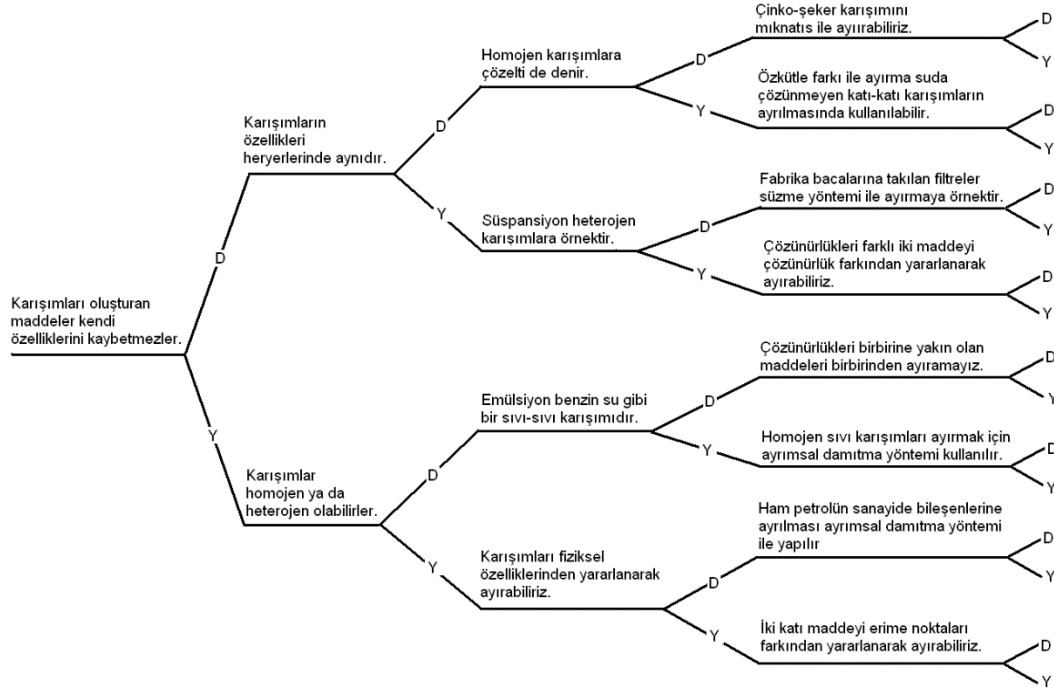 Karışımları oluşturan
maddeler kendi
özelliklerini kaybetmezler.
D
Y
Karışımların
özellikleri
heryerlerinde aynıdır.
D
Y
Karışımlar
homojen ya da
heterojen olabilirler.
D
Y
Homojen karışımlara
çözelti de denir.
D
Y
Süspansiyon heterojen
karışımlara örnektir.
D
Y
Emülsiyon benzin su gibi
bir sıvı-sıvı karışımıdır.
D
Y
Karışımları fiziksel
özelliklerinden yararlanarak
ayırabiliriz.
D
Y
Çinko-şeker karışımını
mıknatıs ile ayıırabiliriz.
D
Y
Özkütle farkı ile ayırma suda
çözünmeyen katı-katı karışımların
ayrılmasında kullanılabilir.
D
Y
Fabrika bacalarına takılan filtreler
süzme yöntemi ile ayırmaya örnektir.
D
Y
Çözünürlükleri farklı iki maddeyi
çözünürlük farkından yararlanarak
ayırabiliriz.
D
Y
Çözünürlükleri birbirine yakın olan
maddeleri birbirinden ayıramayız.
D
Y
Homojen sıvı karışımları ayırmak için
ayrımsal damıtma yöntemi kullanılır.
D
Y
Ham petrolün sanayide bileşenlerine
ayrılması ayrımsal damıtma yöntemi
ile yapılır
D
Y
İki katı maddeyi erime noktaları
farkından yararlanarak ayırabiliriz.
D
Y